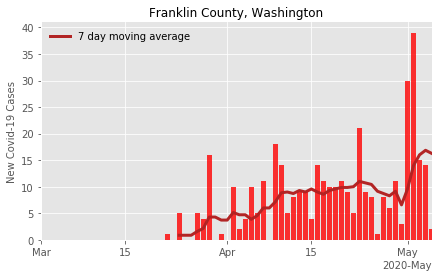 Franklin County, Washington
7 day moving average
New Covid-19 Cases
40
35
30
25
20
15
10
5
0
Mar 15 Apr 15 May
2020-May